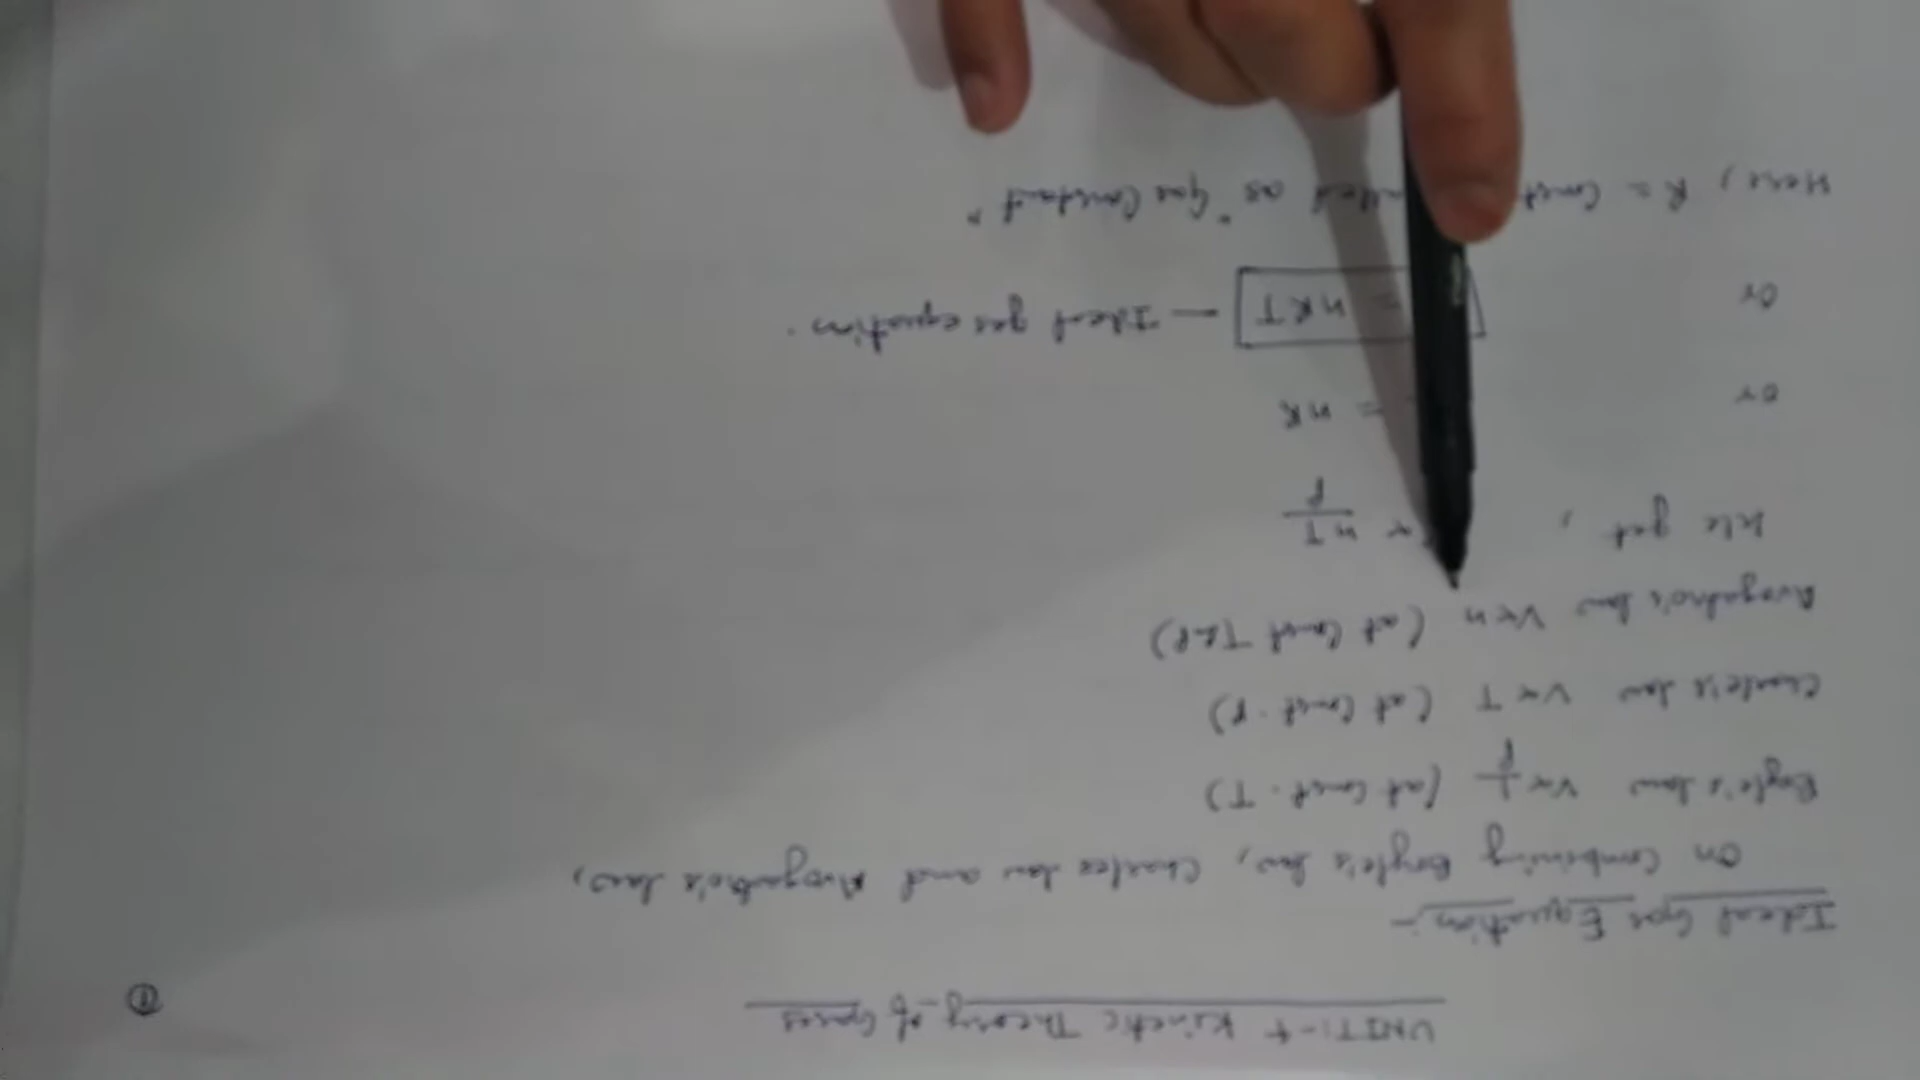 ①
UNIT:- Kinetic Theory of Gases
Ideal Gas Equation:-
On Combining Boyle's law, Charles law and Avogadro's law,
Boyle's law V ∝ 1/P (at Const. T)
Charle's law V ∝ T (at Const. P)
Avogadro's law V ∝ n (at Const T & P)
We get, ∝ nT/P
or = nR
or = nRT — Ideal gas equation.
Here, R = Const as "Gas Constant"